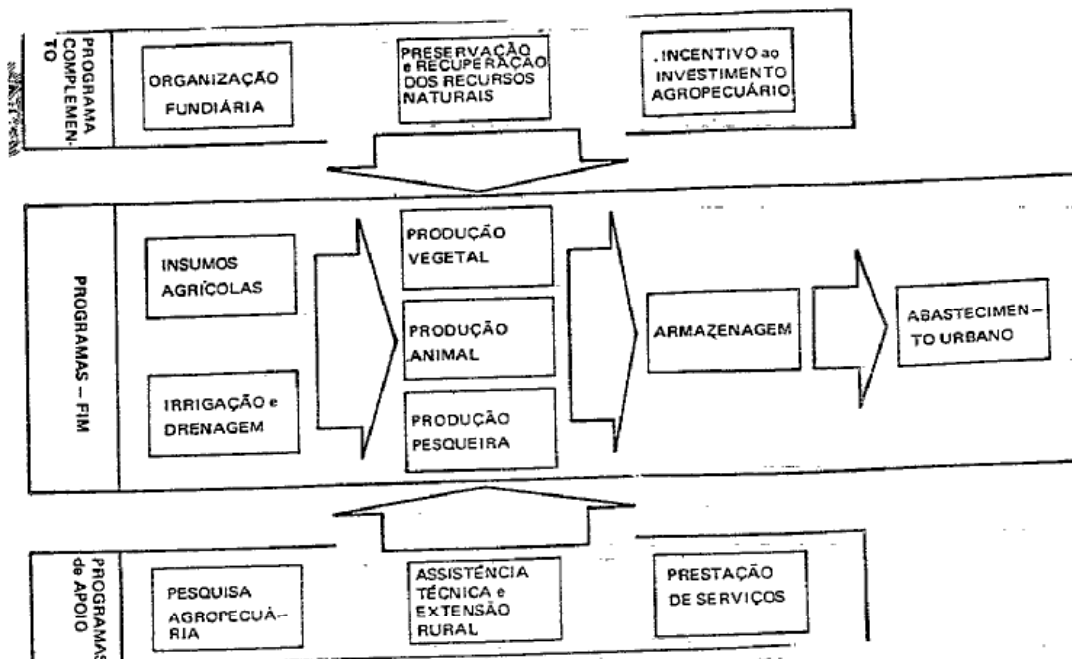 PROGRAMA
COMPLEMEN-
TO
ORGANIZAÇÃO
FUNDIÁRIA
PRESERVAÇÃO
e RECUPERAÇÃO
DOS RECURSOS
NATURAIS
.INCENTIVO ao
INVESTIMENTO
AGROPECUÁRIO
PROGRAMAS — FIM
INSUMOS
AGRÍCOLAS
IRRIGAÇÃO e
DRENAGEM
PRODUÇÃO
VEGETAL
PRODUÇÃO
ANIMAL
PRODUÇÃO
PESQUEIRA
ARMAZENAGEM
ABASTECIMEN—
TO URBANO
PROGRAMAS
de APOIO
PESQUISA
AGROPECUÁ—
RIA
ASSISTÊNCIA
TÉCNICA e
EXTENSÃO
RURAL
PRESTAÇÃO
DE SERVIÇOS